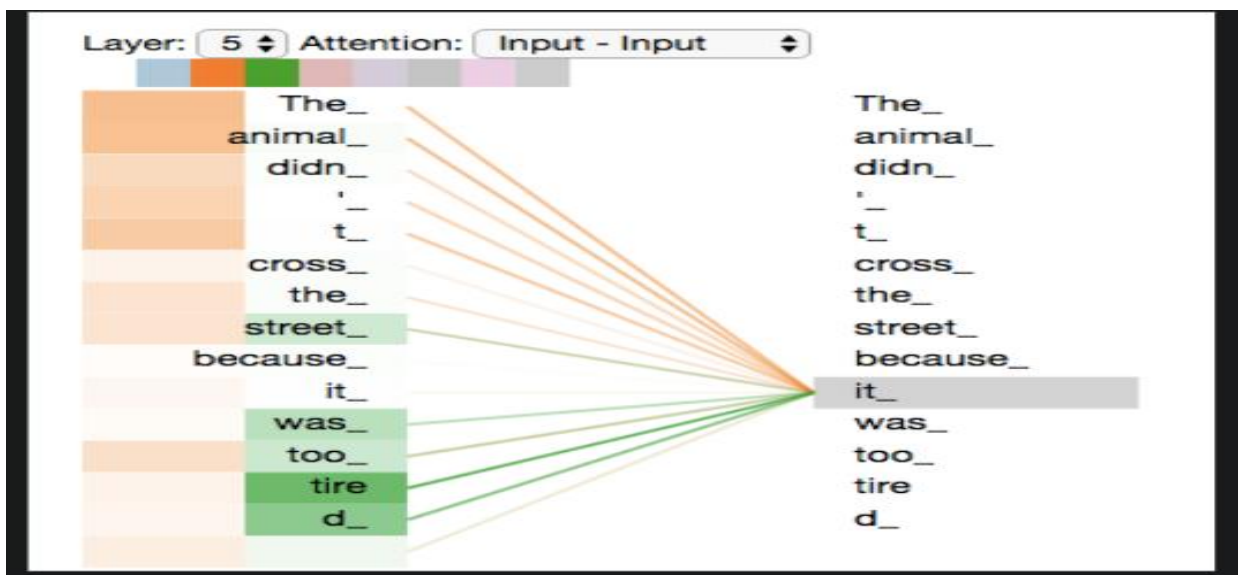 Layer: 5 Attention: Input - Input
The_ The_
animal_ animal_
didn_ didn_
'_ '_
t_ t_
cross_ cross_
the_ the_
street_ street_
because_ because_
it_ it_
was_ was_
too_ too_
tire tire
d_ d_